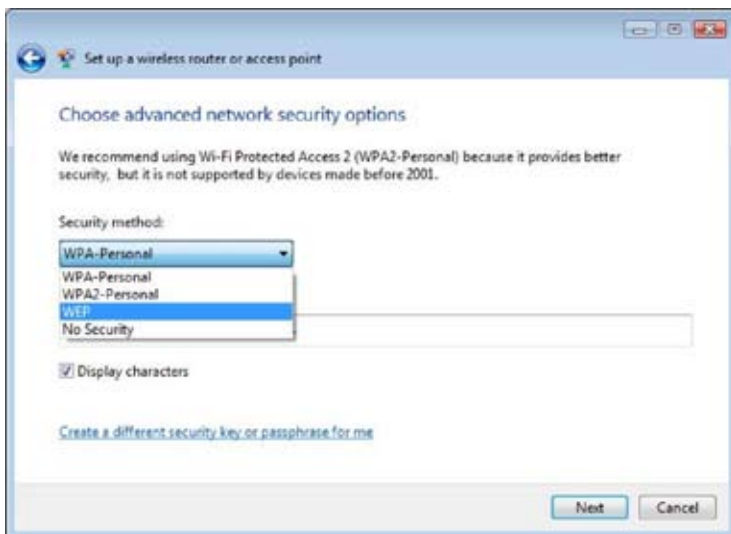 Set up a wireless router or access point
Choose advanced network security options
We recommend using Wi-Fi Protected Access 2 (WPA2-Personal) because it provides better
security, but it is not supported by devices made before 2001.
Security method:
WPA-Personal
WPA-Personal
WPA2-Personal
WEP
No Security
Display characters
Create a different security key or passphrase for me
Next
Cancel